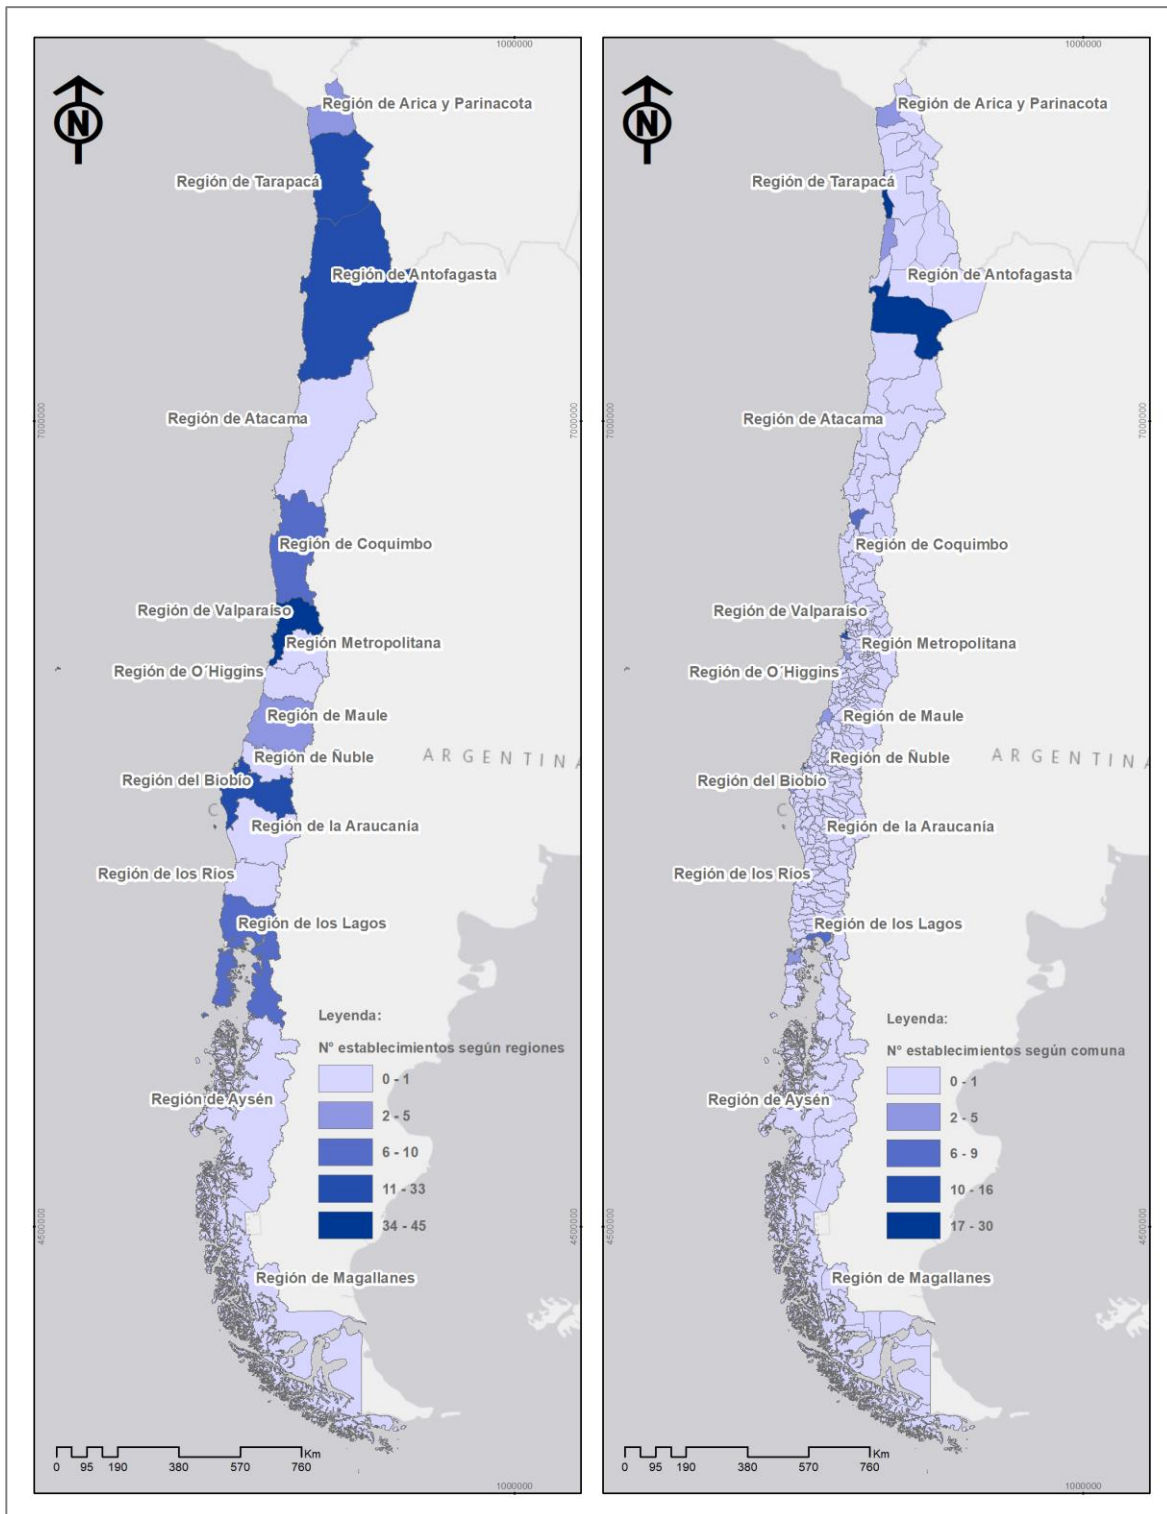 1000000
N
Región de Arica y Parinacota
Región de Tarapacá
Región de Antofagasta
7000000
7000000
Región de Atacama
Región de Coquimbo
Región de Valparaíso
Región Metropolitana
Región de O´Higgins
Región de Maule
Región de Ñuble
ARGENTINA
Región del Biobío
C
Región de la Araucanía
Región de los Ríos
Región de los Lagos
Leyenda:
N° establecimientos según regiones
0 - 1
2 - 5
6 - 10
11 - 33
34 - 45
Región de Aysén
4500000
4500000
Región de Magallanes
Km
0 95 190 380 570 760
1000000
1000000
N
Región de Arica y Parinacota
Región de Tarapacá
Región de Antofagasta
7000000
7000000
Región de Atacama
Región de Coquimbo
Región de Valparaíso
Región Metropolitana
Región de O´Higgins
Región de Maule
Región de Ñuble
ARGENTINA
Región del Biobío
C
Región de la Araucanía
Región de los Ríos
Región de los Lagos
Leyenda:
N° establecimientos según comuna
0 - 1
2 - 5
6 - 9
10 - 16
17 - 30
Región de Aysén
4500000
4500000
Región de Magallanes
Km
0 95 190 380 570 760
1000000